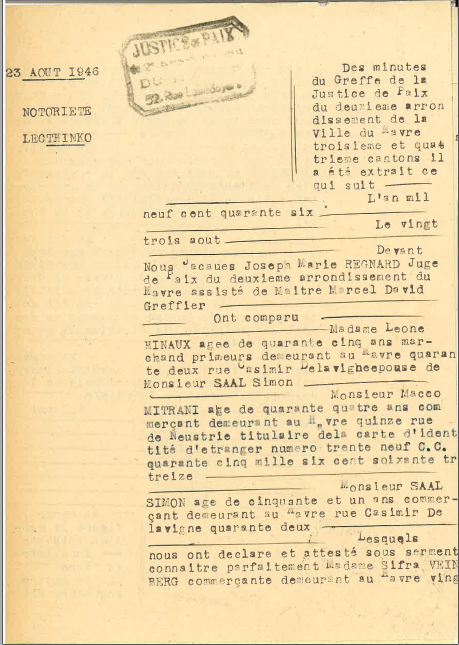 JUSTICE DE PAIX
DU
52, Rue
23 AOUT 1946
NOTORIETE
LECTHINKO
Des minutes
du Greffe de la
Justice de Paix
du deuxieme arron
dissement de la
Ville du Havre
troisieme et quat
trieme cantons il
a été extrait ce
qui suit
L'an mil
neuf cent quarante six
Le vingt
trois aout
Devant
Nous Jacques Joseph Marie REGNARD Juge
de Paix du deuxieme arrondissement du
Havre assisté de Maitre Marcel David
Greffier
Ont comparu
Madame Leone
HINAUX agee de quarante cinq ans mar-
chand primeurs demeurant au Havre quaran
te deux rue Casimir Delavigneepouse de
Monsieur SAAL Simon
Monsieur Macco
MITRANI age de quarante quatre ans com
merçant demeurant au Havre quinze rue
de Neustrie titulaire dela carte d'ident
tité d'etranger numero trente neuf C.C.
quarante cinq mille six cent soixante tr
treize
Monsieur SAAL
SIMON age de cinquante et un ans commer-
çant demeurant au Havre rue Casimir De
lavigne quarante deux
Lesquels
nous ont declare et attesté sous serment
connaitre parfaitement Madame Sifra VEIN
BERG commerçante demeurant au Havre ving